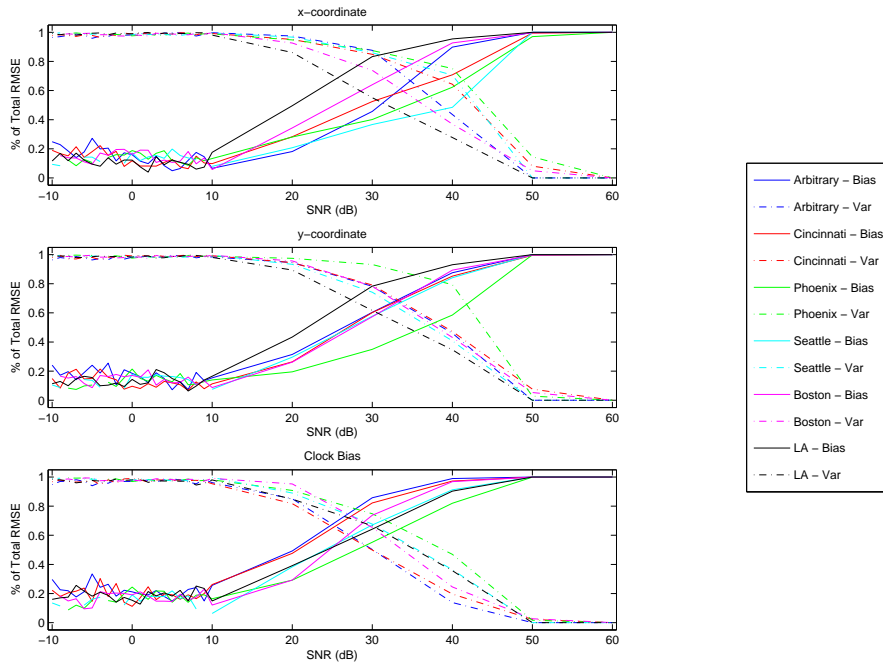 x−coordinate
1
0.8
0.6
0.4
0.2
0
% of Total RMSE
−10 0 10 20 30 40 50 60
SNR (dB)
y−coordinate
1
0.8
0.6
0.4
0.2
0
% of Total RMSE
−10 0 10 20 30 40 50 60
SNR (dB)
Clock Bias
1
0.8
0.6
0.4
0.2
0
% of Total RMSE
−10 0 10 20 30 40 50 60
SNR (dB)
Arbitrary − Bias
Arbitrary − Var
Cincinnati − Bias
Cincinnati − Var
Phoenix − Bias
Phoenix − Var
Seattle − Bias
Seattle − Var
Boston − Bias
Boston − Var
LA − Bias
LA − Var